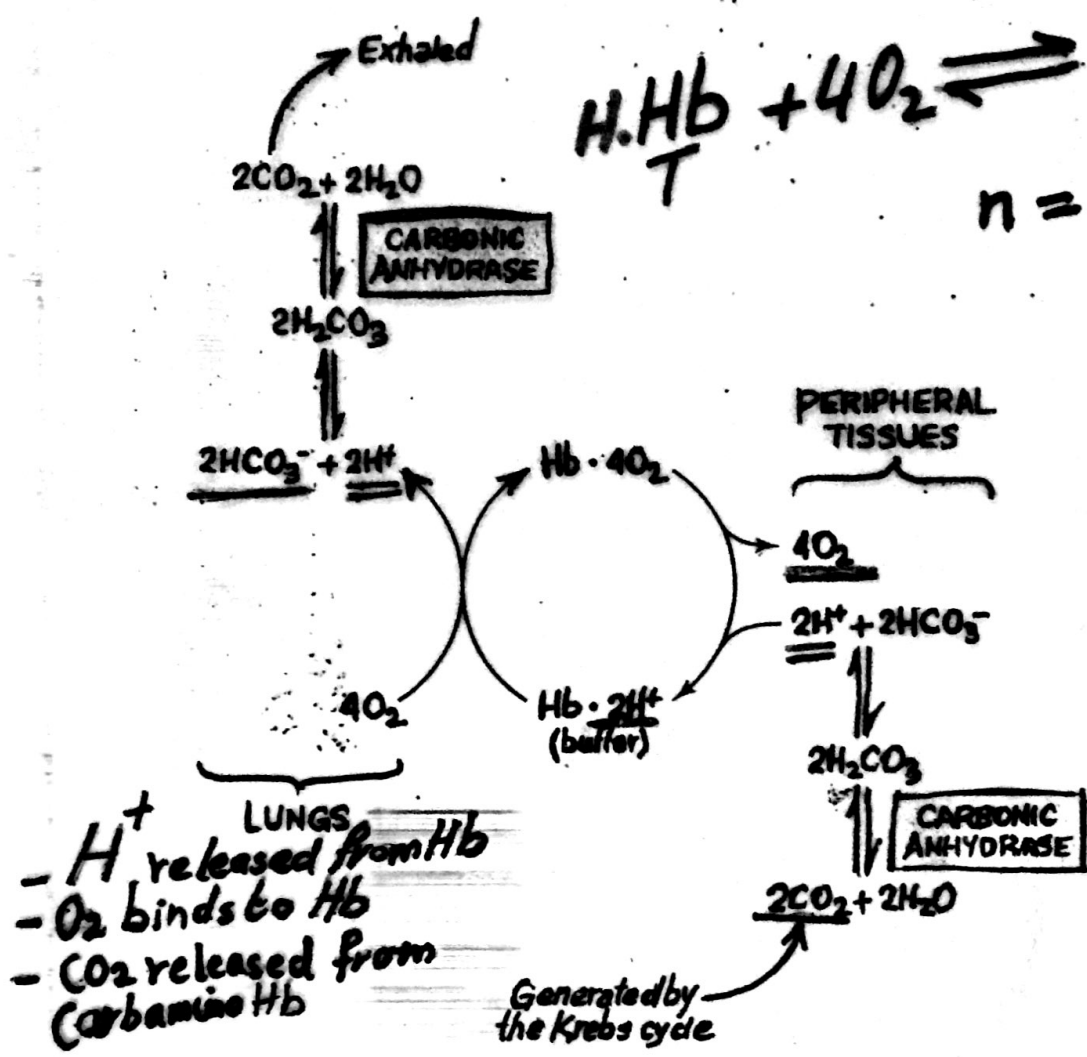 Exhaled
H.Hb + 4O₂ ⇌
T
n =
2CO₂ + 2H₂O
CARBONIC
ANHYDRASE
2H₂CO₃
2HCO₃⁻ + 2H⁺
Hb · 4O₂
PERIPHERAL
TISSUES
4O₂
2H⁺ + 2HCO₃⁻
4O₂
Hb · 2H⁺
(buffer)
2H₂CO₃
LUNGS
CARBONIC
ANHYDRASE
2CO₂ + 2H₂O
- H⁺ released from Hb
- O₂ binds to Hb
- CO₂ released from
Carbamino Hb
Generated by
the Krebs cycle